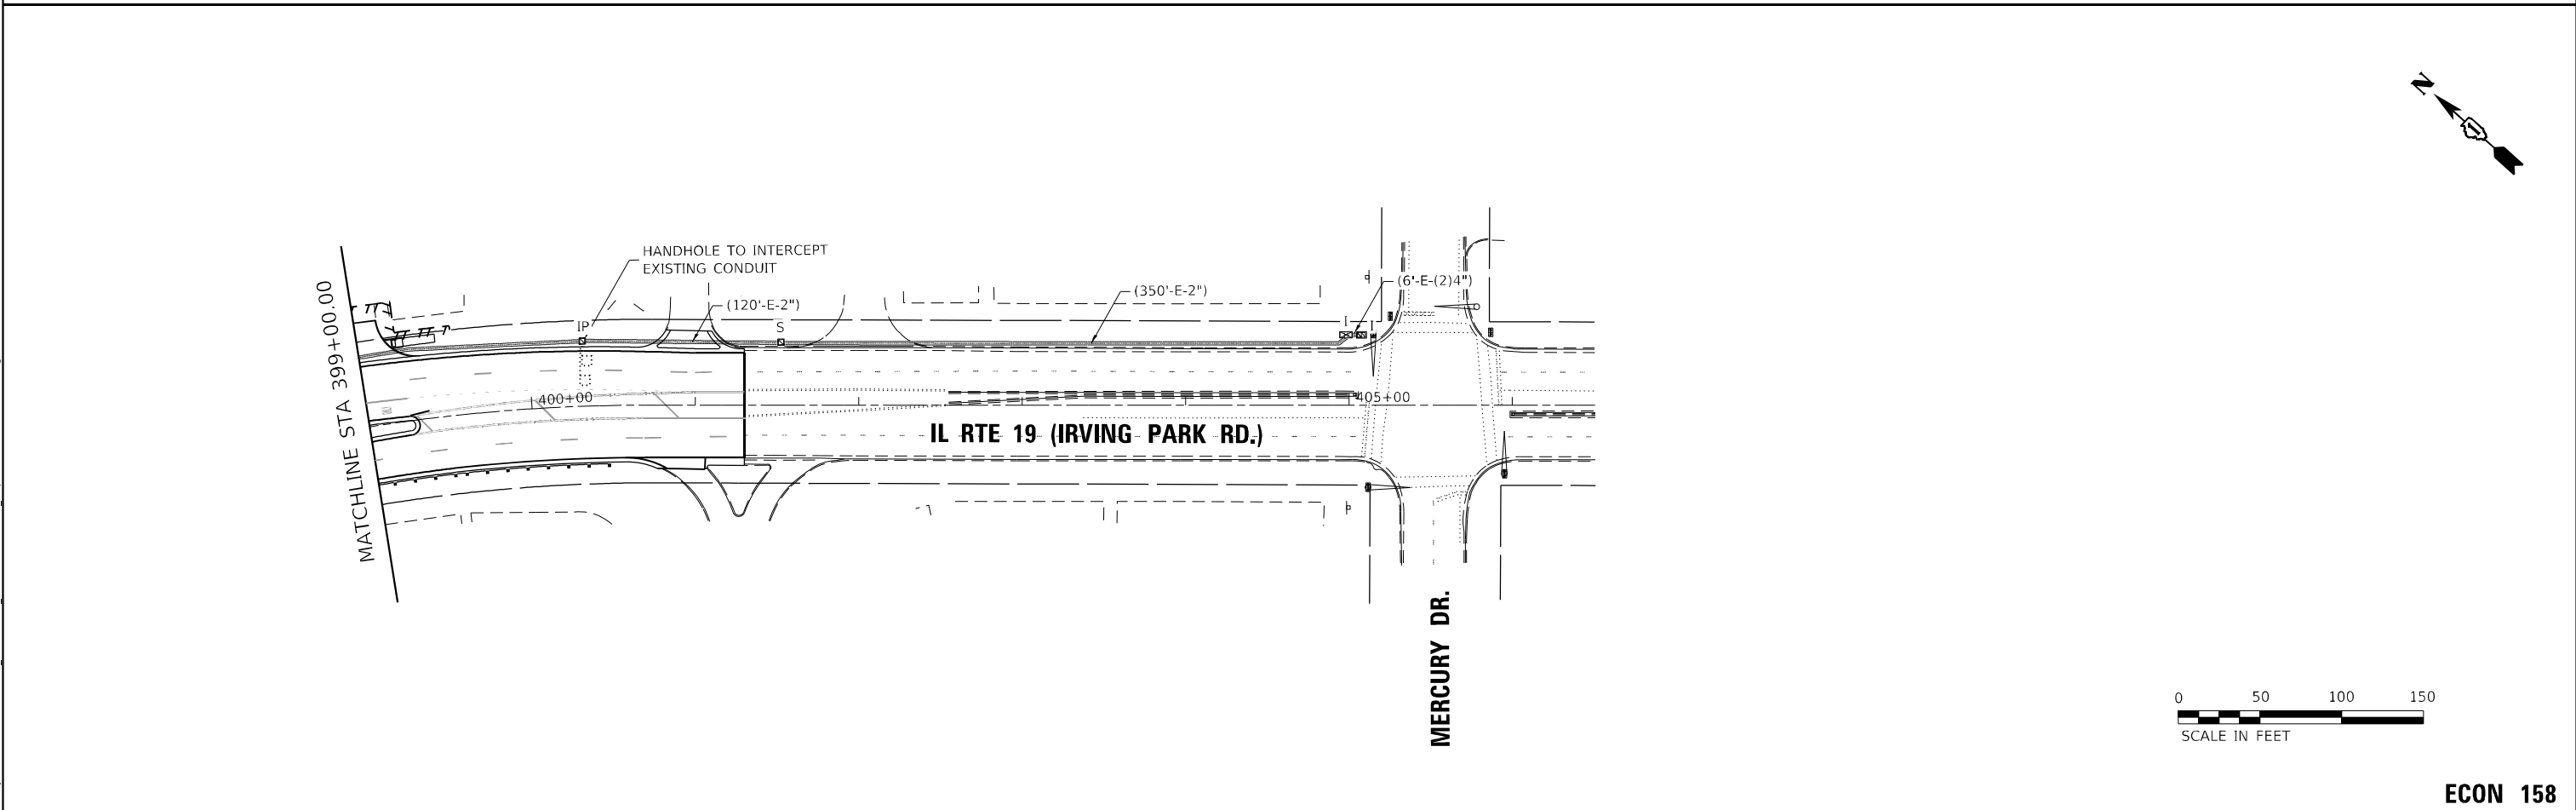 N
HANDHOLE TO INTERCEPT
EXISTING CONDUIT
(120'-E-2")
(350'-E-2")
(6'-E-(2)4")
IP
S
I
I
MATCHLINE STA 399+00.00
400+00
405+00
IL RTE 19 (IRVING PARK RD.)
MERCURY DR.
0 50 100 150
SCALE IN FEET
ECON 158